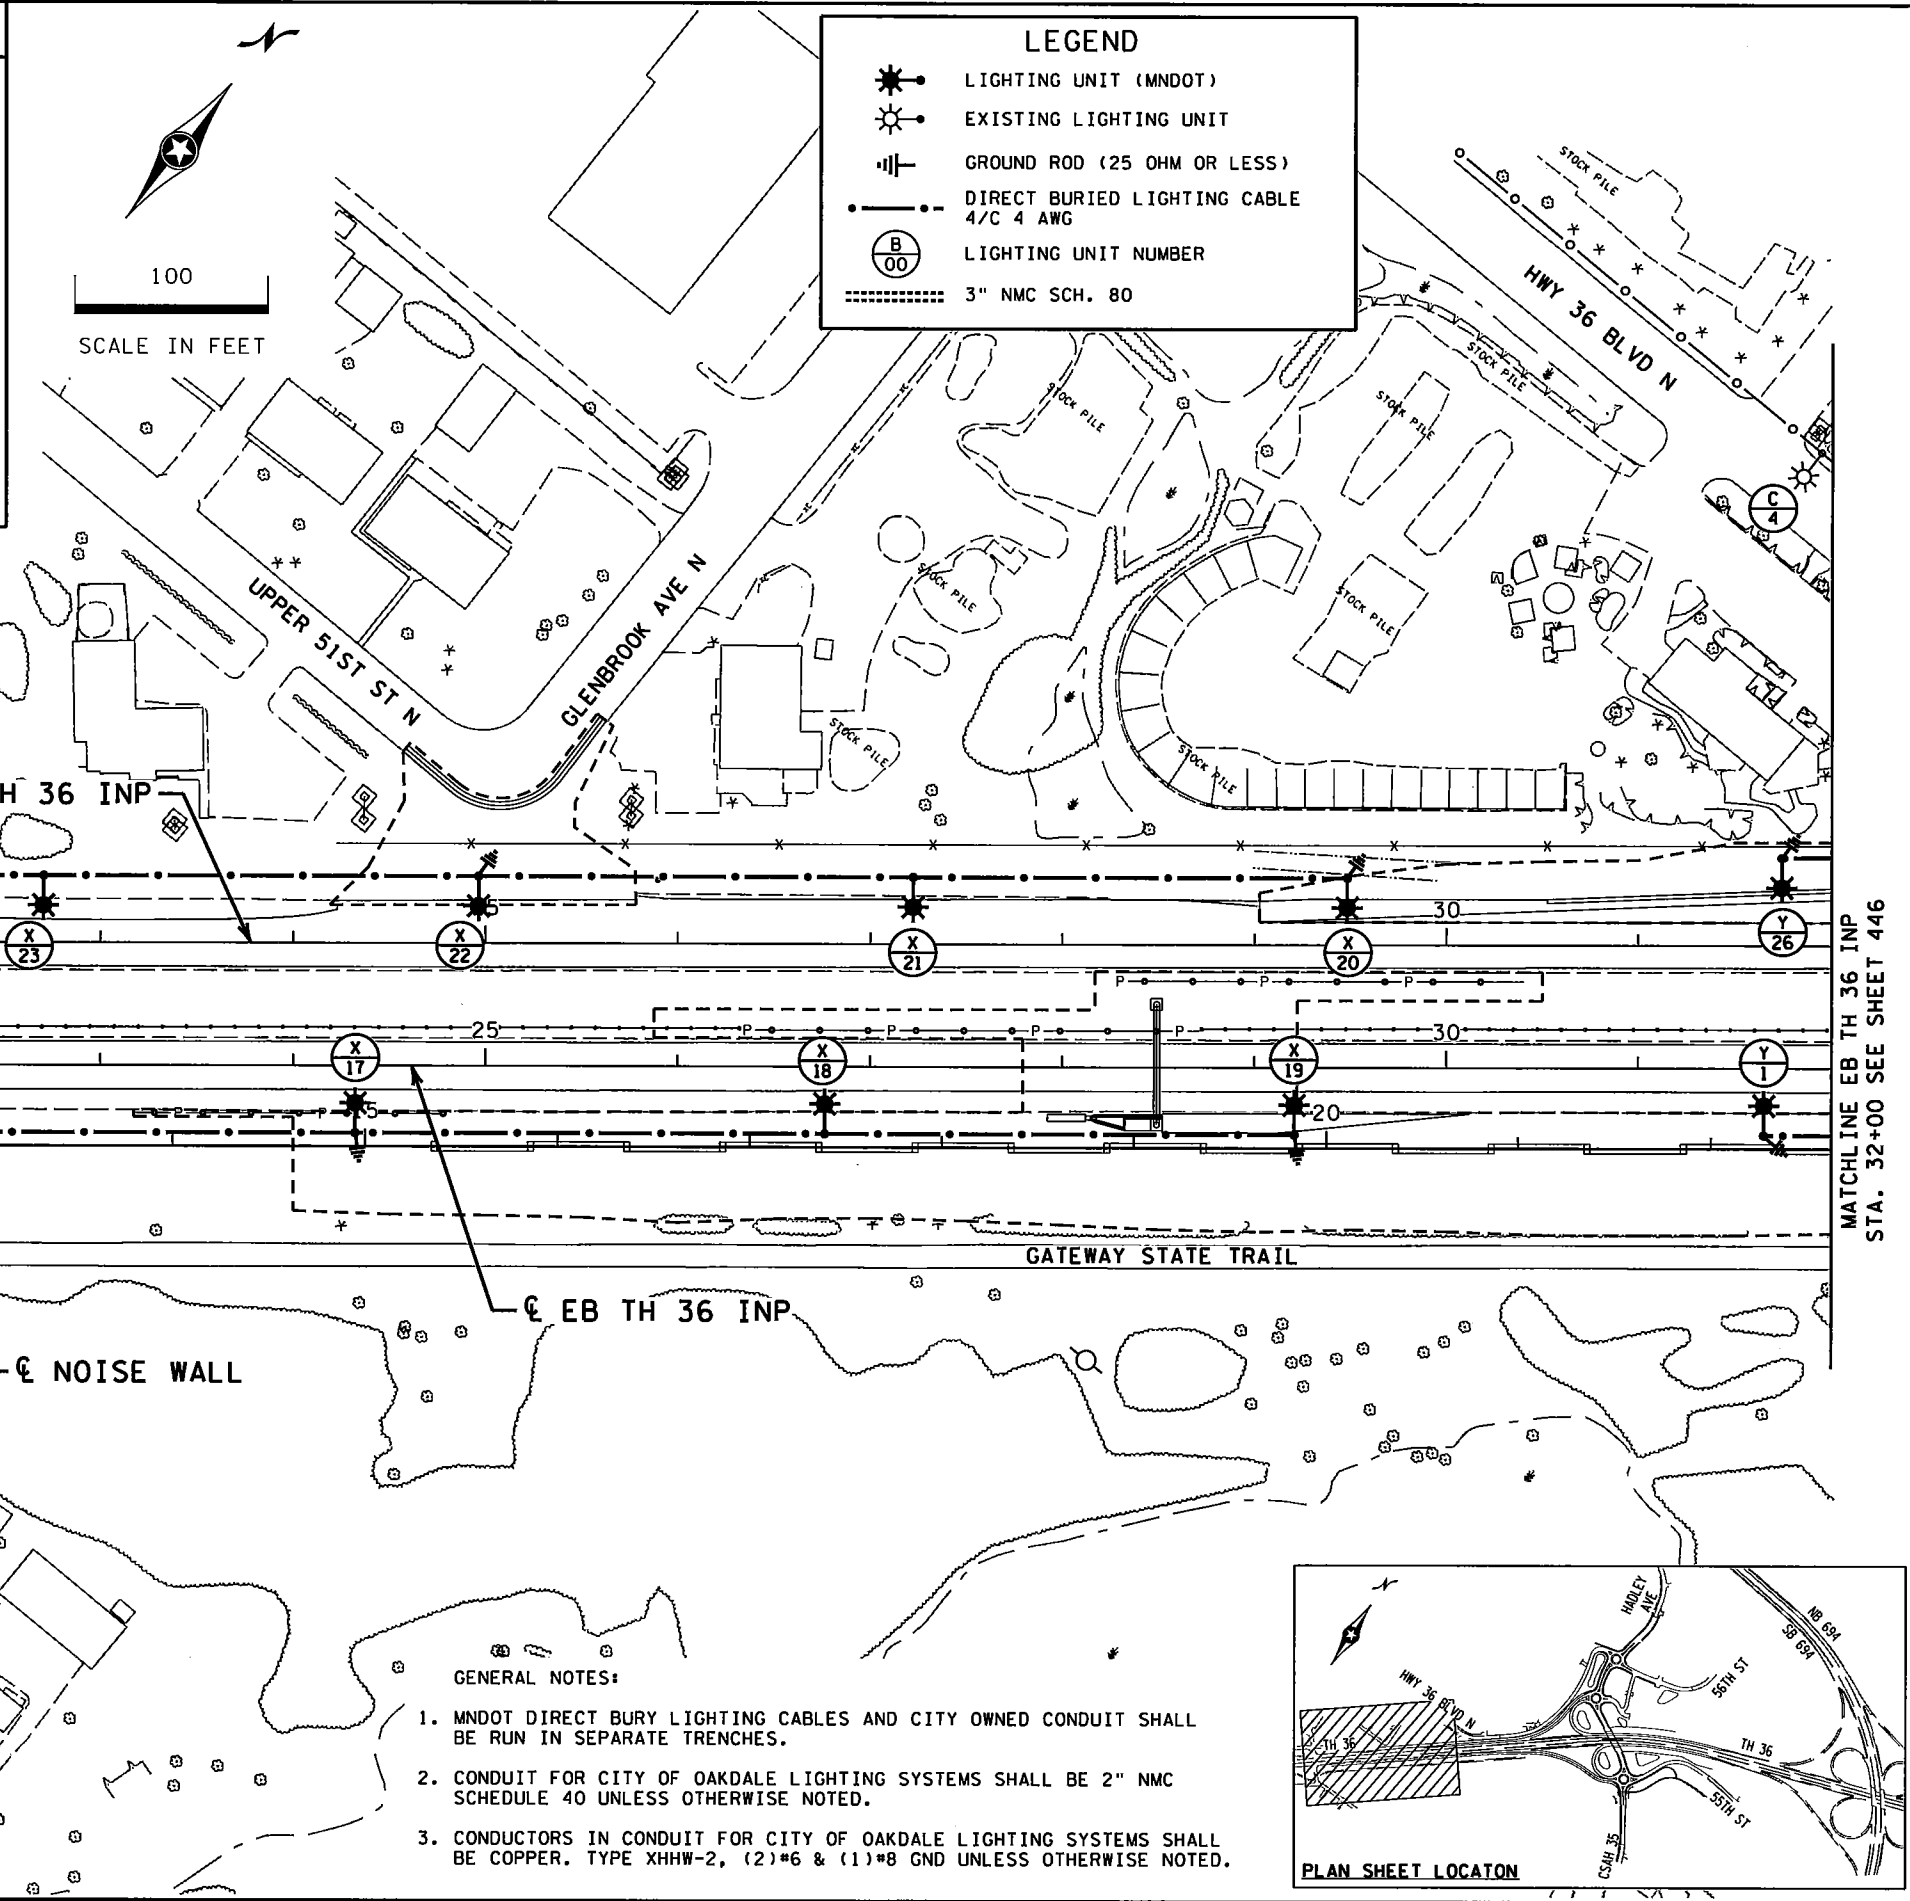 N
100
SCALE IN FEET
LEGEND
LIGHTING UNIT (MNDOT)
EXISTING LIGHTING UNIT
GROUND ROD (25 OHM OR LESS)
DIRECT BURIED LIGHTING CABLE
4/C 4 AWG
B
00
LIGHTING UNIT NUMBER
3" NMC SCH. 80
STOCK PILE
HWY 36 BLVD N
STOCK PILE
STOCK PILE
STOCK PILE
C
4
STOCK PILE
STOCK PILE
UPPER 51ST ST N
GLENBROOK AVE N
STOCK PILE
STOCK PILE
H 36 INP
X
23
X
22
X
21
X
20
Y
26
5
30
P P P
25
P P P P
30
X
17
X
18
X
19
Y
1
P P
5
20
MATCHLINE EB TH 36 INP
STA. 32+00 SEE SHEET 446
GATEWAY STATE TRAIL
℄ EB TH 36 INP
℄ NOISE WALL
GENERAL NOTES:
1. MNDOT DIRECT BURY LIGHTING CABLES AND CITY OWNED CONDUIT SHALL
BE RUN IN SEPARATE TRENCHES.
2. CONDUIT FOR CITY OF OAKDALE LIGHTING SYSTEMS SHALL BE 2" NMC
SCHEDULE 40 UNLESS OTHERWISE NOTED.
3. CONDUCTORS IN CONDUIT FOR CITY OF OAKDALE LIGHTING SYSTEMS SHALL
BE COPPER. TYPE XHHW-2, (2)#6 & (1)#8 GND UNLESS OTHERWISE NOTED.
N
HADLEY
AVE
NB 694
SB 694
HWY 36 BLVD N
56TH ST
TH 36
TH 36
55TH ST
CSAH 35
PLAN SHEET LOCATON